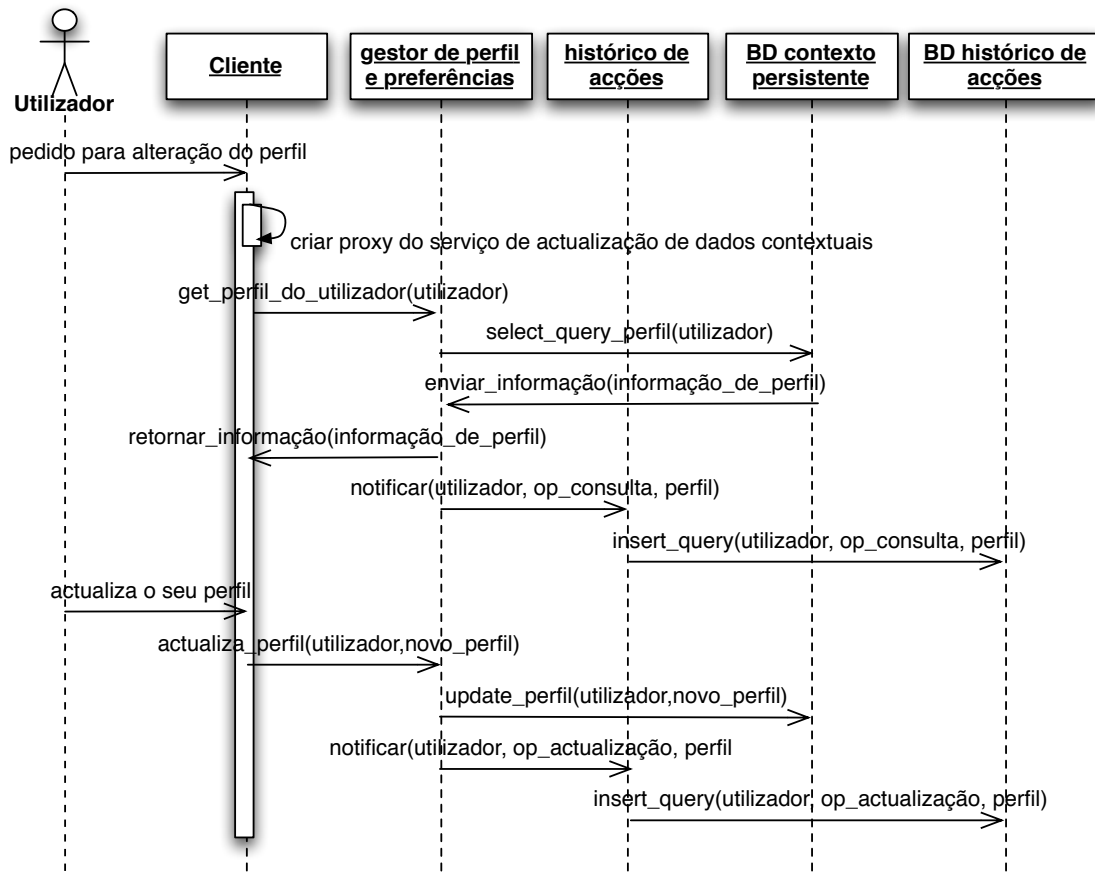 Utilizador
Cliente
gestor de perfil
e preferências
histórico de
acções
BD contexto
persistente
BD histórico de
acções
pedido para alteração do perfil
criar proxy do serviço de actualização de dados contextuais
get_perfil_do_utilizador(utilizador)
select_query_perfil(utilizador)
enviar_informação(informação_de_perfil)
retornar_informação(informação_de_perfil)
notificar(utilizador, op_consulta, perfil)
insert_query(utilizador, op_consulta, perfil)
actualiza o seu perfil
actualiza_perfil(utilizador,novo_perfil)
update_perfil(utilizador,novo_perfil)
notificar(utilizador, op_actualização, perfil
insert_query(utilizador, op_actualização, perfil)